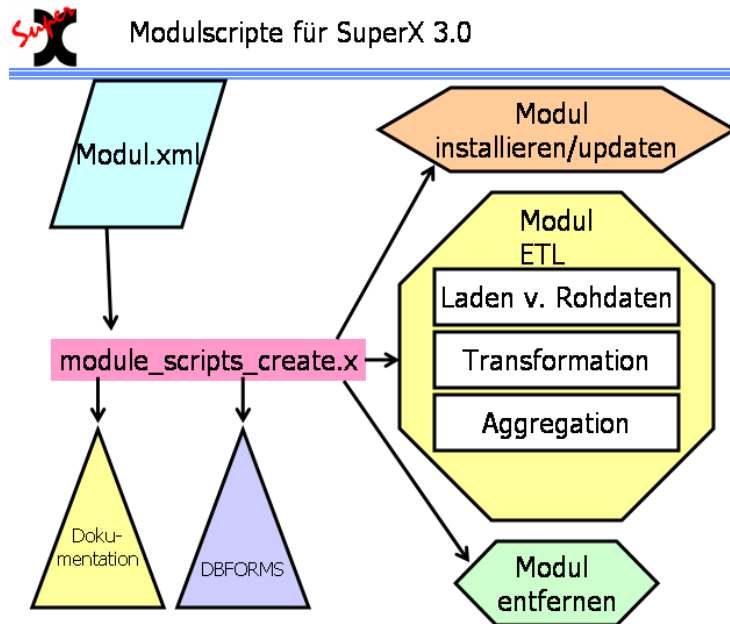 Super X
Modulscripte für SuperX 3.0
Modul.xml
Modul
installieren/updaten
Modul
ETL
Laden v. Rohdaten
Transformation
Aggregation
module_scripts_create.x
Doku-
mentation
DBFORMS
Modul
entfernen